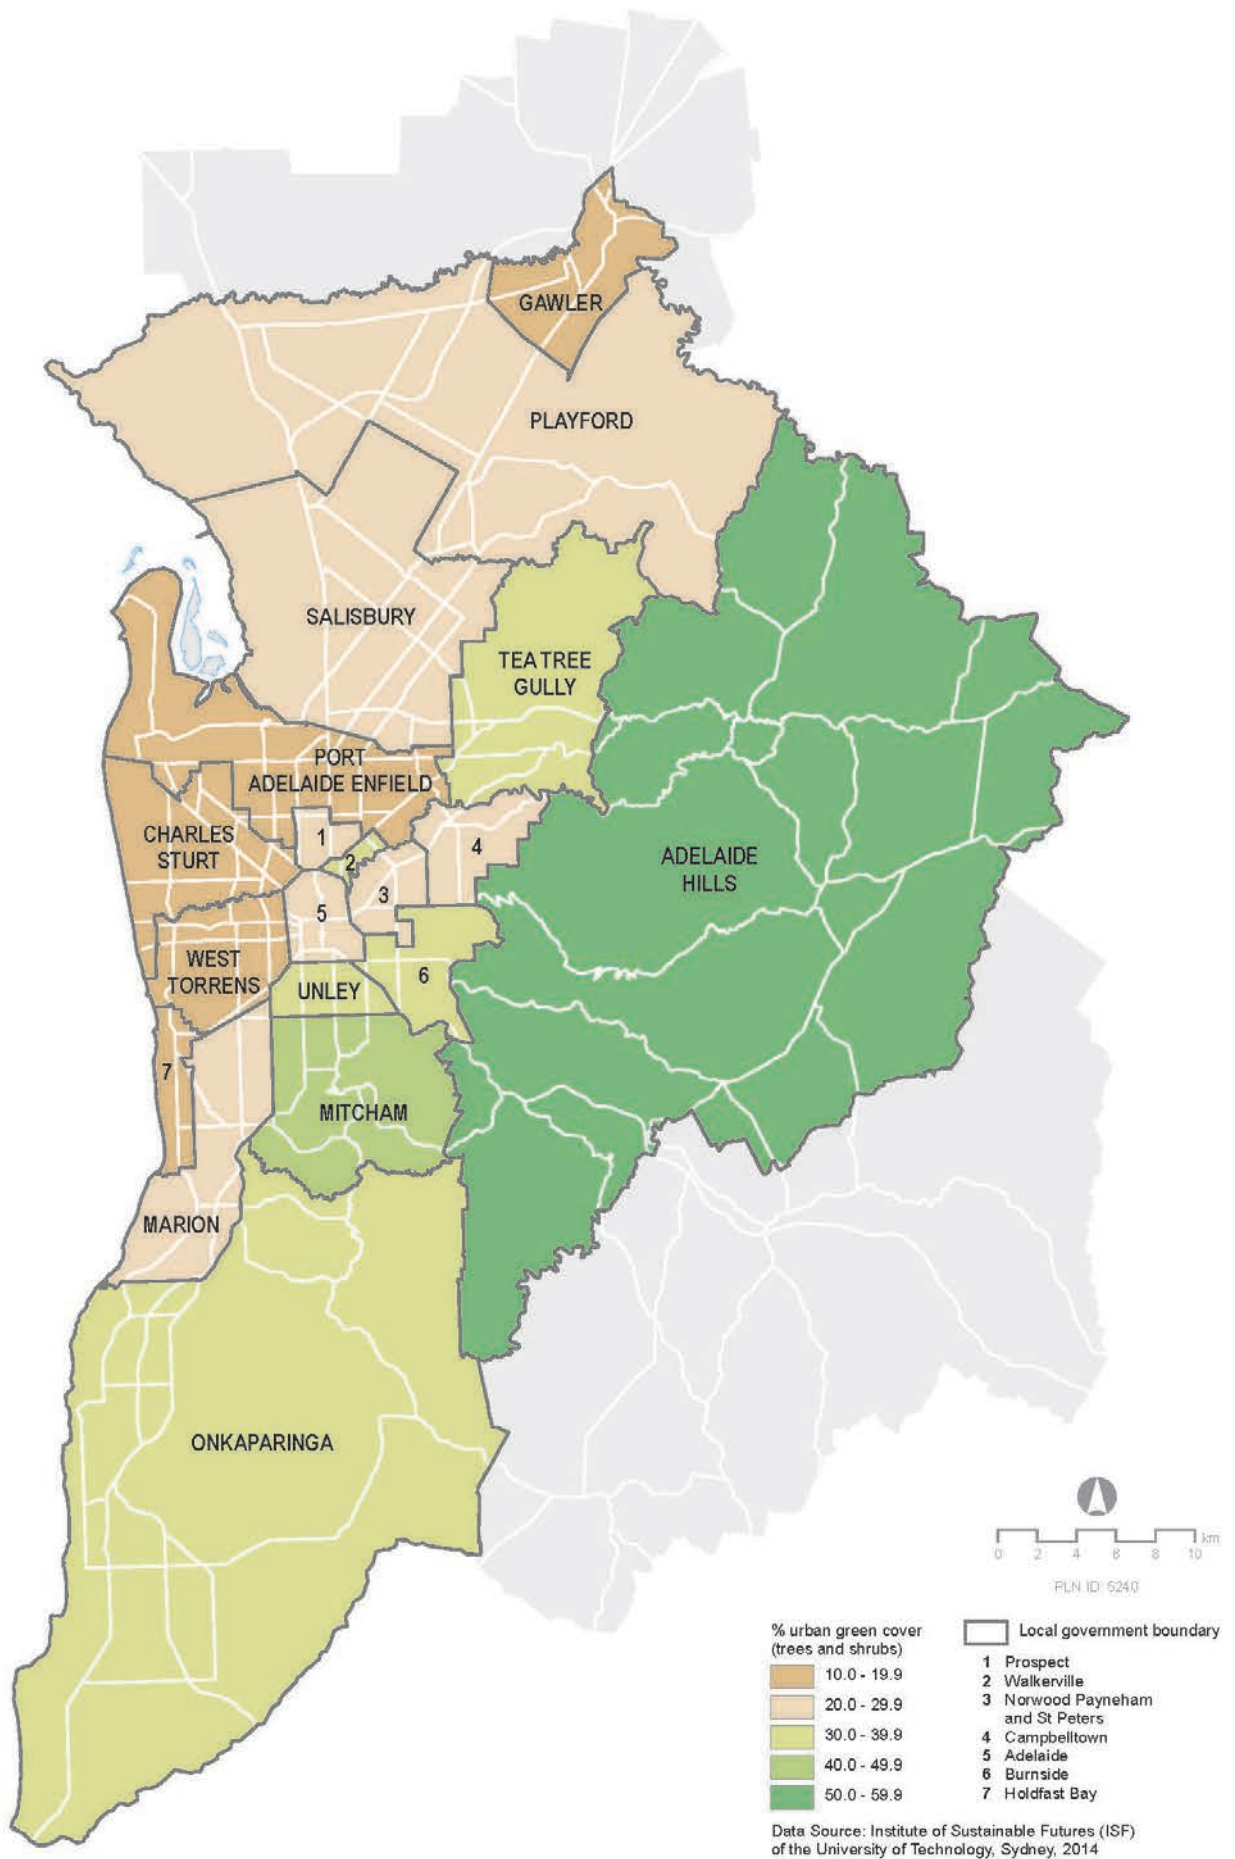 GAWLER
PLAYFORD
SALISBURY
TEA TREE
GULLY
PORT
ADELAIDE ENFIELD
CHARLES
STURT
1
2
3
4
5
ADELAIDE
HILLS
WEST
TORRENS
UNLEY
6
7
MITCHAM
MARION
ONKAPARINGA
km
0 2 4 6 8 10
PLN ID: 5240
% urban green cover
(trees and shrubs)
10.0 - 19.9
20.0 - 29.9
30.0 - 39.9
40.0 - 49.9
50.0 - 59.9
Local government boundary
1 Prospect
2 Walkerville
3 Norwood Payneham
and St Peters
4 Campbelltown
5 Adelaide
6 Burnside
7 Holdfast Bay
Data Source: Institute of Sustainable Futures (ISF)
of the University of Technology, Sydney, 2014